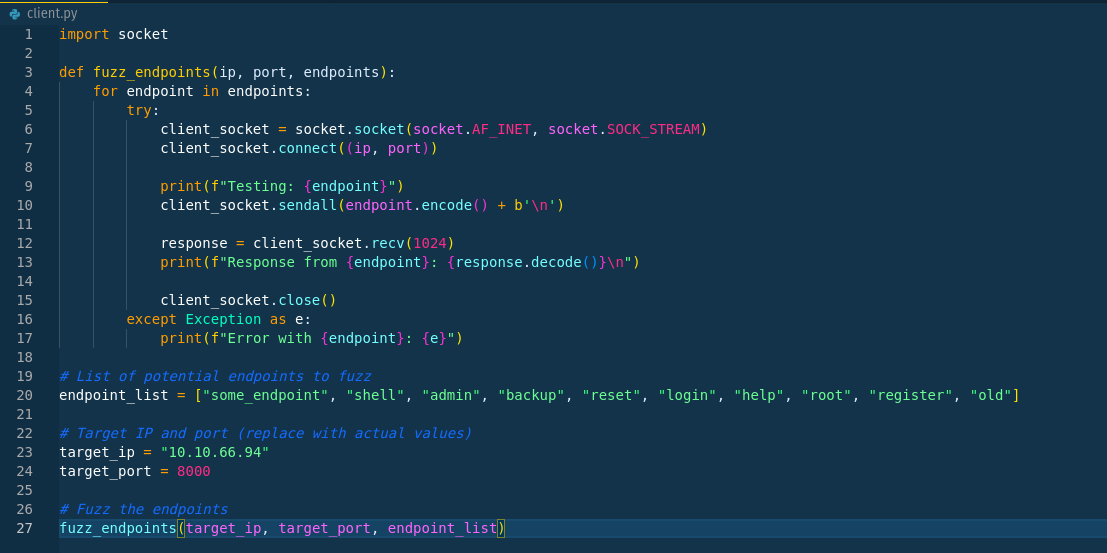 client.py
1 import socket
2
3 def fuzz_endpoints(ip, port, endpoints):
4     for endpoint in endpoints:
5         try:
6             client_socket = socket.socket(socket.AF_INET, socket.SOCK_STREAM)
7             client_socket.connect((ip, port))
8
9             print(f"Testing: {endpoint}")
10             client_socket.sendall(endpoint.encode() + b'\n')
11
12             response = client_socket.recv(1024)
13             print(f"Response from {endpoint}: {response.decode()}\n")
14
15             client_socket.close()
16         except Exception as e:
17             print(f"Error with {endpoint}: {e}")
18
19 # List of potential endpoints to fuzz
20 endpoint_list = ["some_endpoint", "shell", "admin", "backup", "reset", "login", "help", "root", "register", "old"]
21
22 # Target IP and port (replace with actual values)
23 target_ip = "10.10.66.94"
24 target_port = 8000
25
26 # Fuzz the endpoints
27 fuzz_endpoints(target_ip, target_port, endpoint_list)